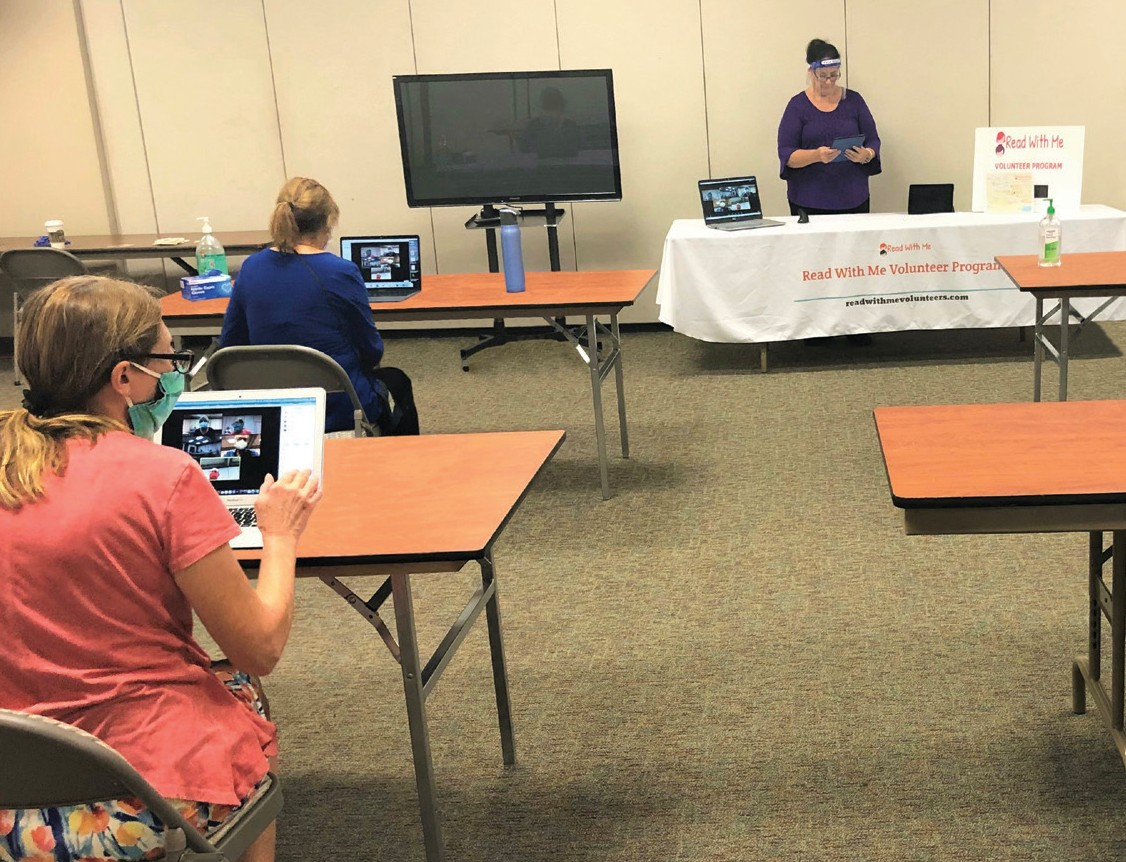 Read With Me
VOLUNTEER PROGRAM
Read With Me
Read With Me Volunteer Program
readwithmevolunteers.com